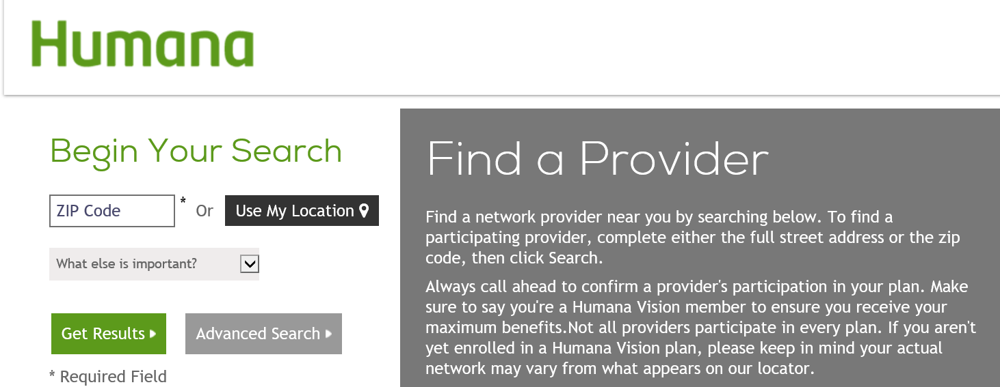 Humana
Begin Your Search
ZIP Code * Or Use My Location
What else is important?
Get Results Advanced Search
* Required Field
Find a Provider
Find a network provider near you by searching below. To find a
participating provider, complete either the full street address or the zip
code, then click Search.
Always call ahead to confirm a provider's participation in your plan. Make
sure to say you're a Humana Vision member to ensure you receive your
maximum benefits.Not all providers participate in every plan. If you aren't
yet enrolled in a Humana Vision plan, please keep in mind your actual
network may vary from what appears on our locator.